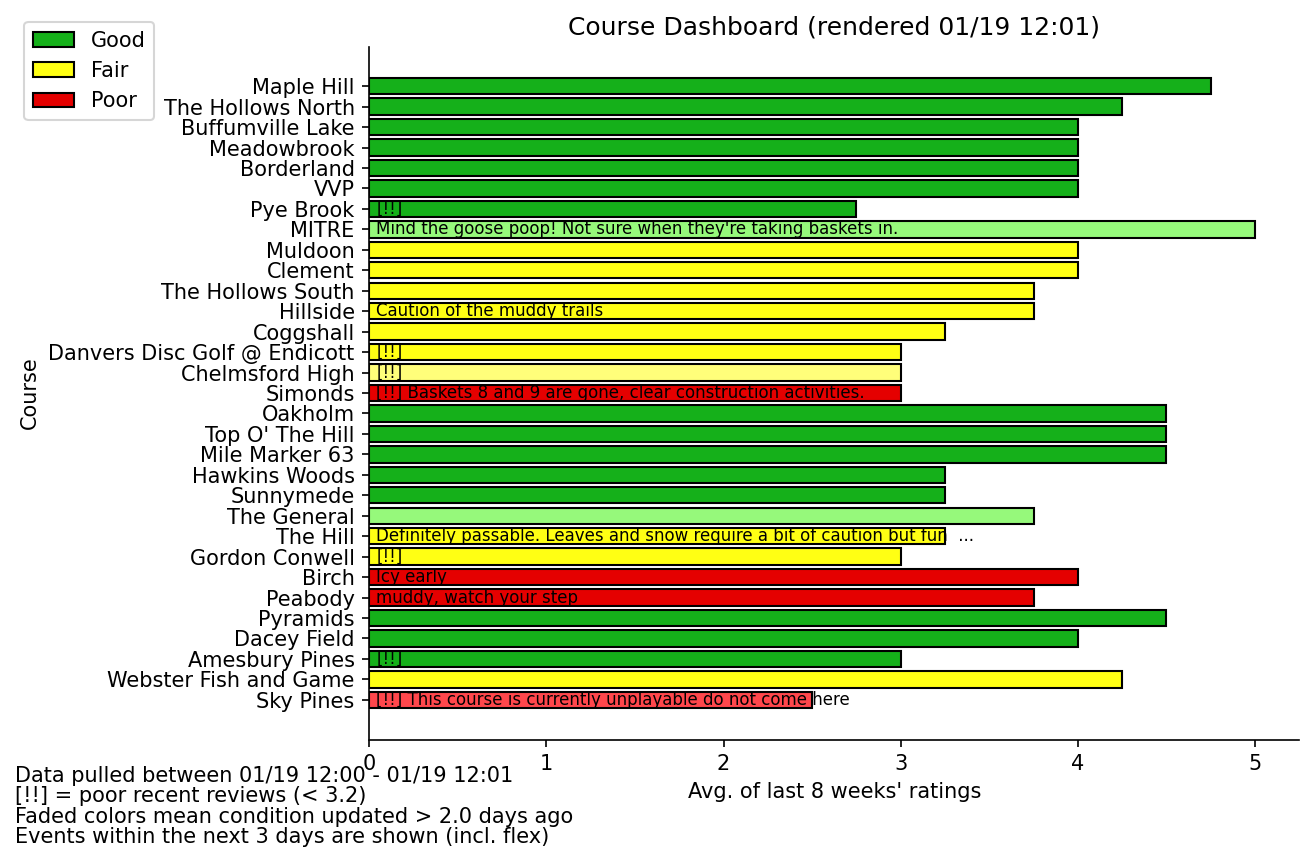 Course Dashboard (rendered 01/19 12:01)
Good
Fair
Poor
Course
Maple Hill
The Hollows North
Buffumville Lake
Meadowbrook
Borderland
VVP
Pye Brook [!!]
MITRE Mind the goose poop! Not sure when they're taking baskets in.
Muldoon
Clement
The Hollows South
Hillside Caution of the muddy trails
Coggshall
Danvers Disc Golf @ Endicott [!!]
Chelmsford High [!!]
Simonds [!!] Baskets 8 and 9 are gone, clear construction activities.
Oakholm
Top O' The Hill
Mile Marker 63
Hawkins Woods
Sunnymede
The General
The Hill Definitely passable. Leaves and snow require a bit of caution but fun ...
Gordon Conwell [!!]
Birch Icy early
Peabody muddy, watch your step
Pyramids
Dacey Field
Amesbury Pines [!!]
Webster Fish and Game
Sky Pines [!!] This course is currently unplayable do not come here
0 1 2 3 4 5
Avg. of last 8 weeks' ratings
Data pulled between 01/19 12:00 - 01/19 12:01
[!!] = poor recent reviews (< 3.2)
Faded colors mean condition updated > 2.0 days ago
Events within the next 3 days are shown (incl. flex)